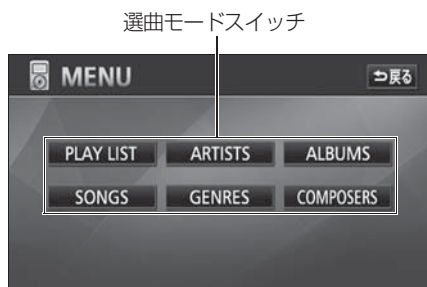 選曲モードスイッチ
MENU
戻る
PLAY LIST ARTISTS ALBUMS
SONGS GENRES COMPOSERS